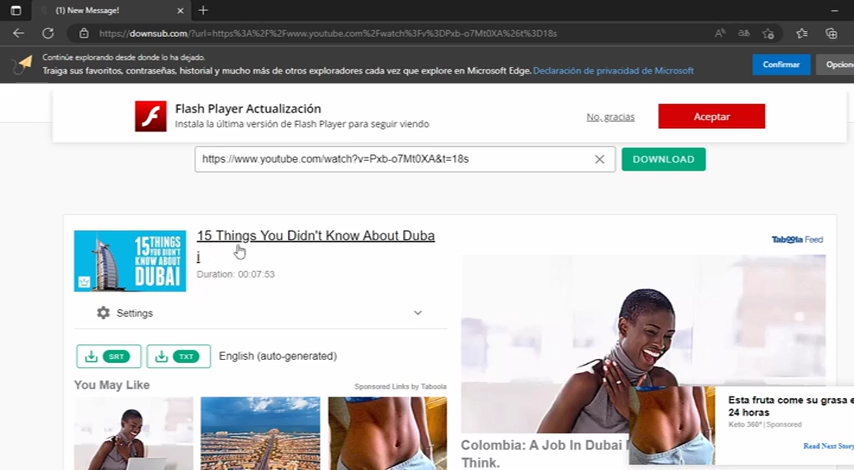 (1) New Message!
https://downsub.com/?url=https%3A%2F%2Fwww.youtube.com%2Fwatch%3Fv%3DPxb-o7Mt0XA%26t%3D18s
Continúe explorando desde donde lo ha dejado.
Traiga sus favoritos, contraseñas, historial y mucho más de otros exploradores cada vez que explore en Microsoft Edge. Declaración de privacidad de Microsoft
Confirmar
Opcione
Flash Player Actualización
Instala la última versión de Flash Player para seguir viendo
No, gracias
Aceptar
https://www.youtube.com/watch?v=Pxb-o7Mt0XA&t=18s
DOWNLOAD
15 THINGS
YOU DIDN'T
KNOW ABOUT
DUBAI
15 Things You Didn't Know About Duba
i
Duration: 00:07:53
Taboola Feed
Settings
SRT
TXT
English (auto-generated)
You May Like
Sponsored Links by Taboola
Colombia: A Job In Dubai M
Think.
Esta fruta come su grasa e
24 horas
Keto 360° | Sponsored
Read Next Story